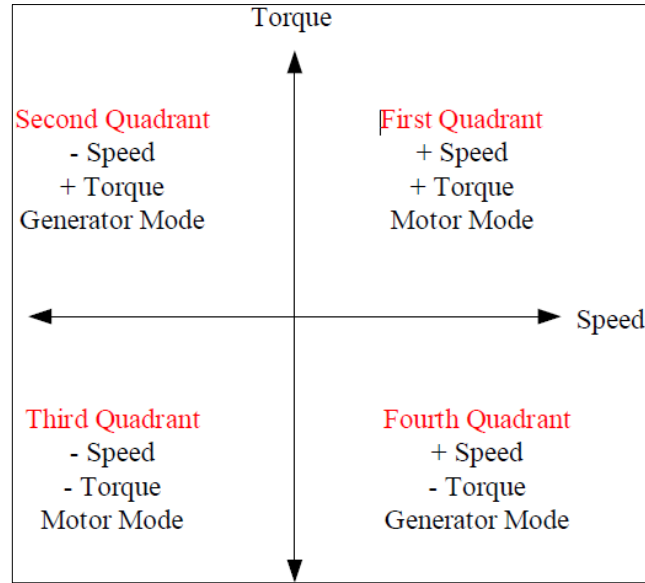 Torque
Second Quadrant
- Speed
+ Torque
Generator Mode
First Quadrant
+ Speed
+ Torque
Motor Mode
Speed
Third Quadrant
- Speed
- Torque
Motor Mode
Fourth Quadrant
+ Speed
- Torque
Generator Mode